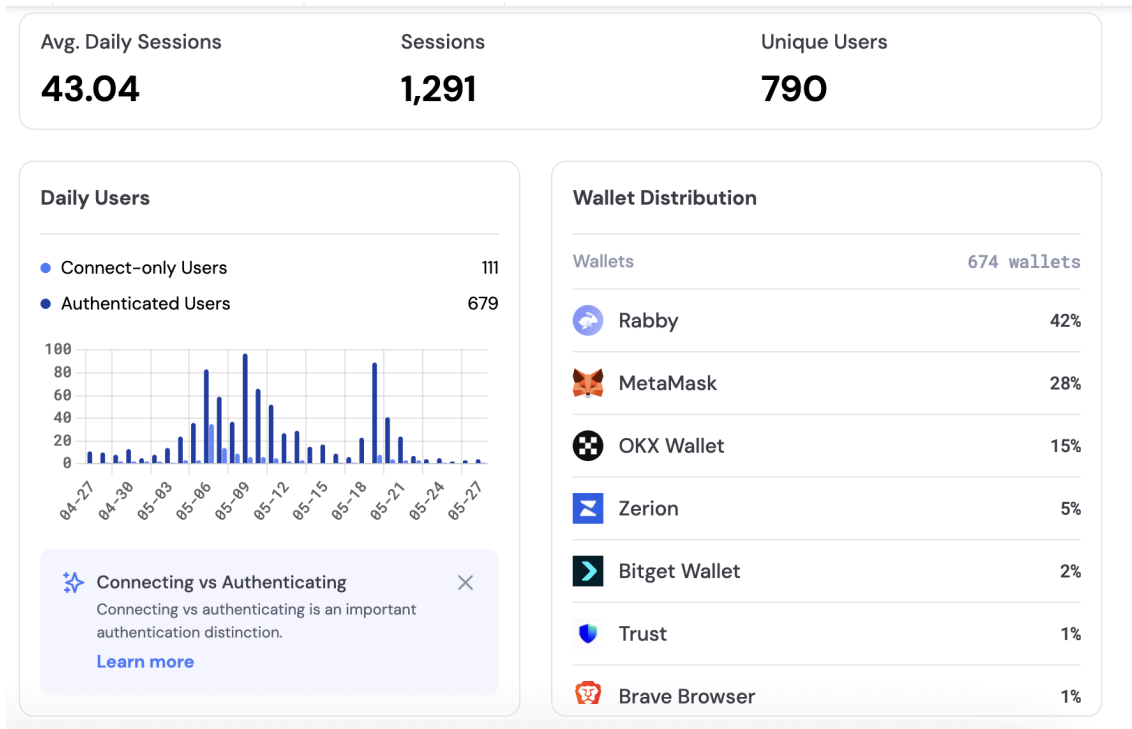 Avg. Daily Sessions
43.04
Sessions
1,291
Unique Users
790
Daily Users
Connect-only Users 111
Authenticated Users 679
100
80
60
40
20
0
04-27 04-30 05-03 05-06 05-09 05-12 05-15 05-18 05-21 05-24 05-27
Connecting vs Authenticating
Connecting vs authenticating is an important
authentication distinction.
Learn more
Wallet Distribution
Wallets 674 wallets
Rabby 42%
MetaMask 28%
OKX Wallet 15%
Zerion 5%
Bitget Wallet 2%
Trust 1%
Brave Browser 1%